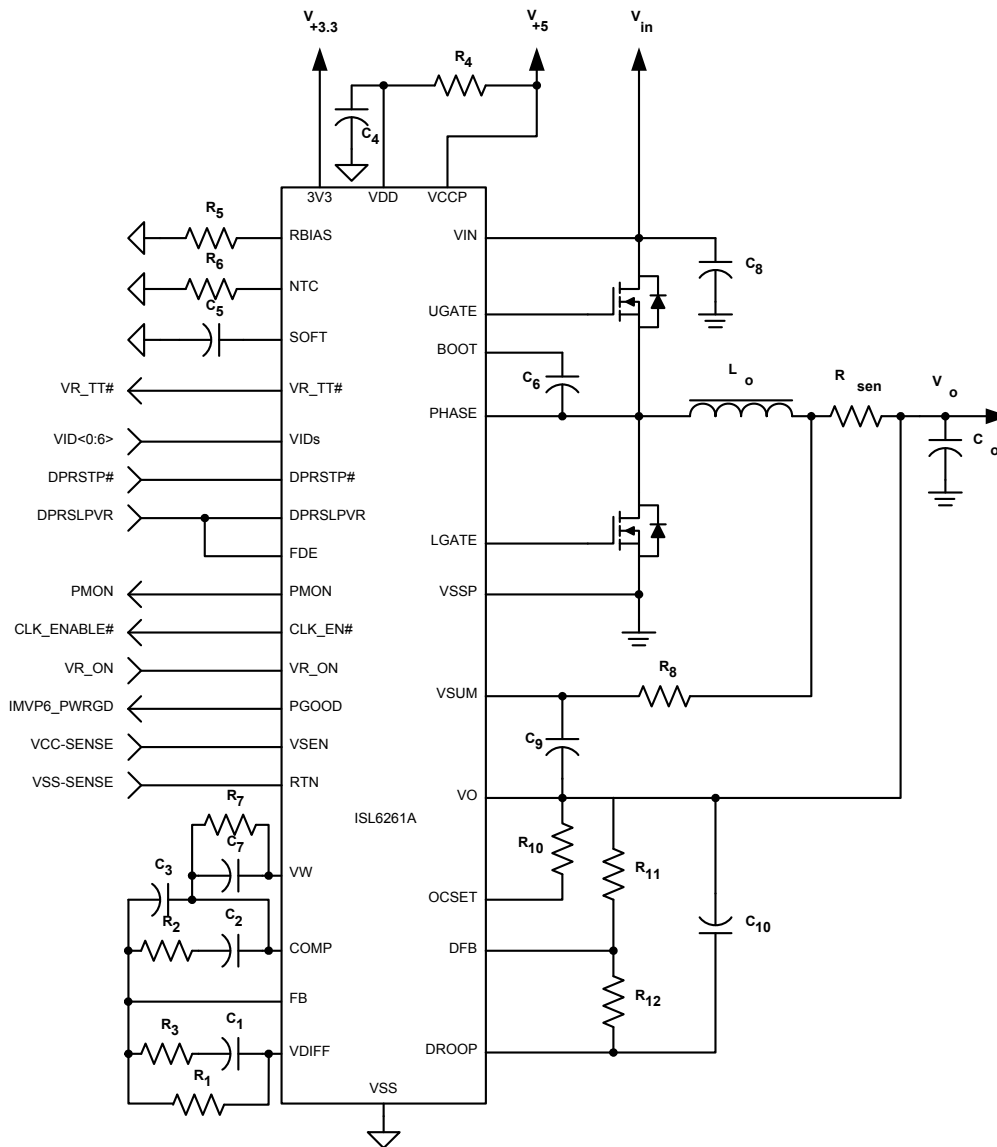 V+3.3
V+5
Vin
R4
C4
3V3 VDD VCCP
R5
RBIAS VIN
R6
C8
NTC
C5
UGATE
SOFT
BOOT
C6
Lo
Rsen
Vo
VR_TT# VR_TT# PHASE
Co
VID<0:6> VIDs
DPRSTP# DPRSTP#
DPRSLPVR DPRSLPVR
LGATE
FDE
PMON PMON VSSP
CLK_ENABLE# CLK_EN#
VR_ON VR_ON
R8
VSUM
IMVP6_PWRGD PGOOD
C9
VCC-SENSE VSEN
VSS-SENSE RTN
VO
R7
ISL6261A
C7
R10
R11
C3
VW
OCSET
R2
C2
C10
COMP DFB
R12
FB
C1
R3
VDIFF DROOP
R1
VSS